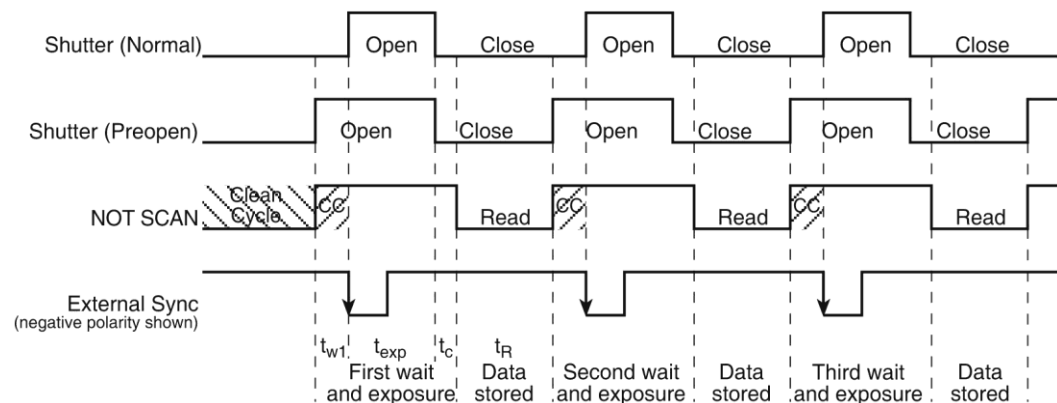 Shutter (Normal) Open Close Open Close Open Close
Shutter (Preopen) Open Close Open Close Open Close
Clean
Cycle
NOT SCAN CC Read CC Read CC Read
External Sync
(negative polarity shown)
tw1 texp tc tR
First wait and exposure
Data stored
Second wait and exposure
Data stored
Third wait and exposure
Data stored